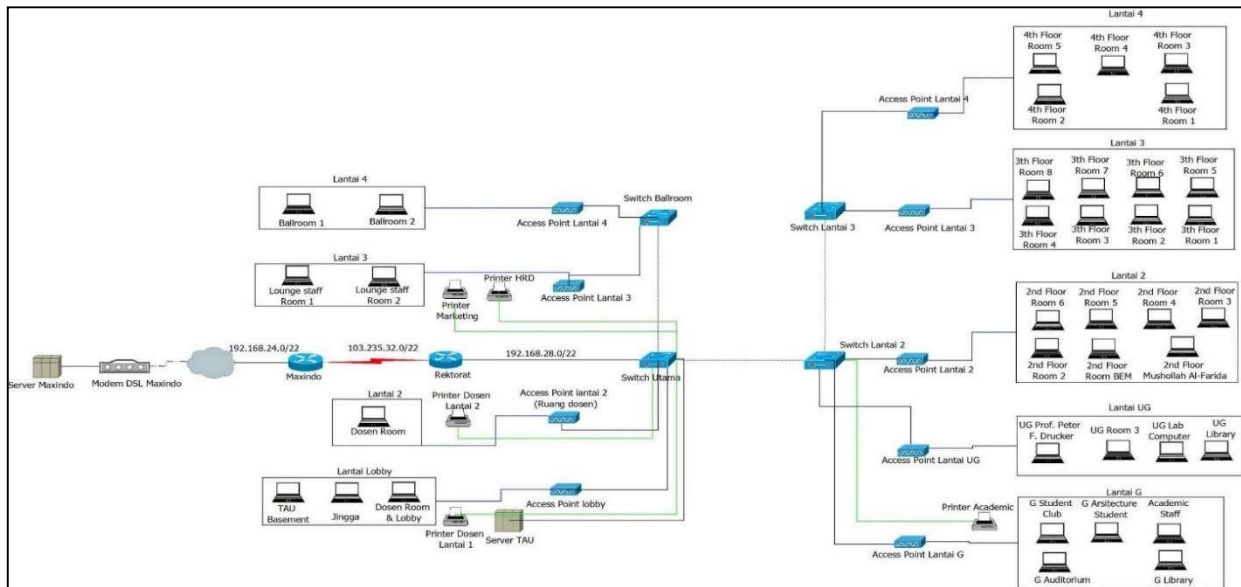 Lantai 4
4th Floor
Room 5
4th Floor
Room 4
4th Floor
Room 3
4th Floor
Room 2
4th Floor
Room 1
Access Point Lantai 4
Lantai 3
3th Floor
Room 8
3th Floor
Room 7
3th Floor
Room 6
3th Floor
Room 5
3th Floor
Room 4
3th Floor
Room 3
3th Floor
Room 2
3th Floor
Room 1
Switch Lantai 3
Access Point Lantai 3
Lantai 4
Ballroom 1
Ballroom 2
Access Point Lantai 4
Switch Ballroom
Lantai 3
Lounge staff
Room 1
Lounge staff
Room 2
Printer
Marketing
Printer HRD
Access Point Lantai 3
Server Maxindo
Modem DSL Maxindo
192.168.24.0/22
Maxindo
103.235.32.0/22
Rektorat
192.168.28.0/22
Switch Utama
Switch Lantai 2
Access Point Lantai 2
Lantai 2
2nd Floor
Room 6
2nd Floor
Room 5
2nd Floor
Room 4
2nd Floor
Room 3
2nd Floor
Room 2
2nd Floor
Room BEM
2nd Floor
Mushollah Al-Farida
Lantai 2
Dosen Room
Printer Dosen
Lantai 2
Access Point lantai 2
(Ruang dosen)
Lantai Lobby
TAU
Basement
Jingga
Dosen Room
& Lobby
Access Point lobby
Printer Dosen
Lantai 1
Server TAU
Lantai UG
UG Prof. Peter
F. Drucker
UG Room 3
UG Lab
Computer
UG
Library
Access Point Lantai UG
Lantai G
G Student
Club
G Arsitecture
Student
Academic
Staff
G Auditorium
G Library
Printer Academic
Access Point Lantai G